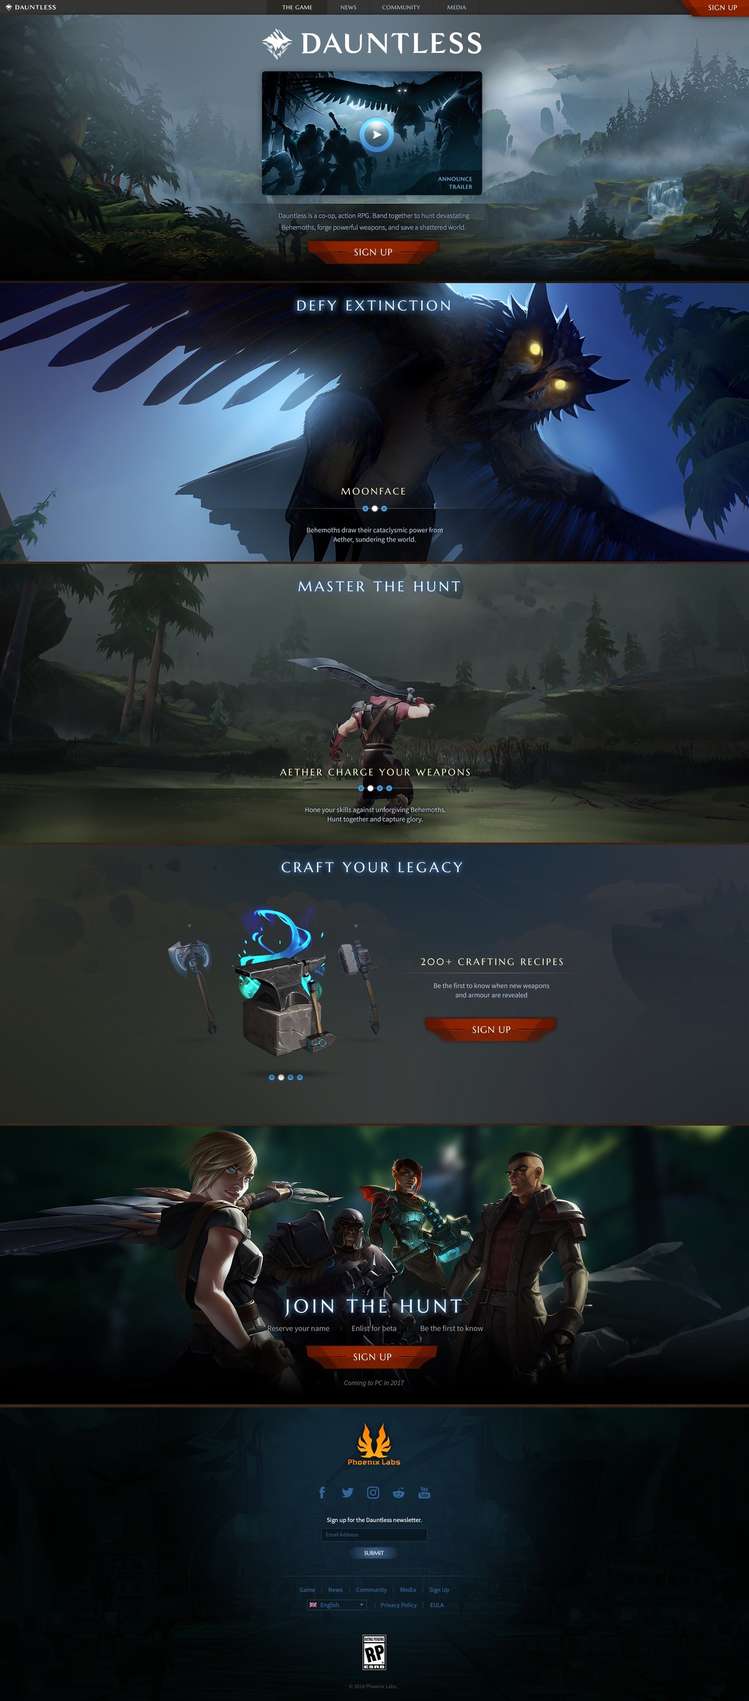 DAUNTLESS
THE GAME
NEWS
COMMUNITY
MEDIA
SIGN UP
DAUNTLESS
ANNOUNCE
TRAILER
Dauntless is a co-op, action RPG. Band together to hunt devastating
Behemoths, forge powerful weapons, and save a shattered world.
SIGN UP
DEFY EXTINCTION
MOONFACE
Behemoths draw their cataclysmic power from
Aether, sundering the world.
MASTER THE HUNT
AETHER CHARGE YOUR WEAPONS
Hone your skills against unforgiving Behemoths.
Hunt together and capture glory.
CRAFT YOUR LEGACY
200+ CRAFTING RECIPES
Be the first to know when new weapons
and armour are revealed
SIGN UP
JOIN THE HUNT
Reserve your name
Enlist for beta
Be the first to know
SIGN UP
Coming to PC in 2017
Phoenix Labs
Sign up for the Dauntless newsletter.
Email Address
SUBMIT
Game
News
Community
Media
Sign Up
English
Privacy Policy
EULA
RATING PENDING
RP
ESRB
© 2016 Phoenix Labs.